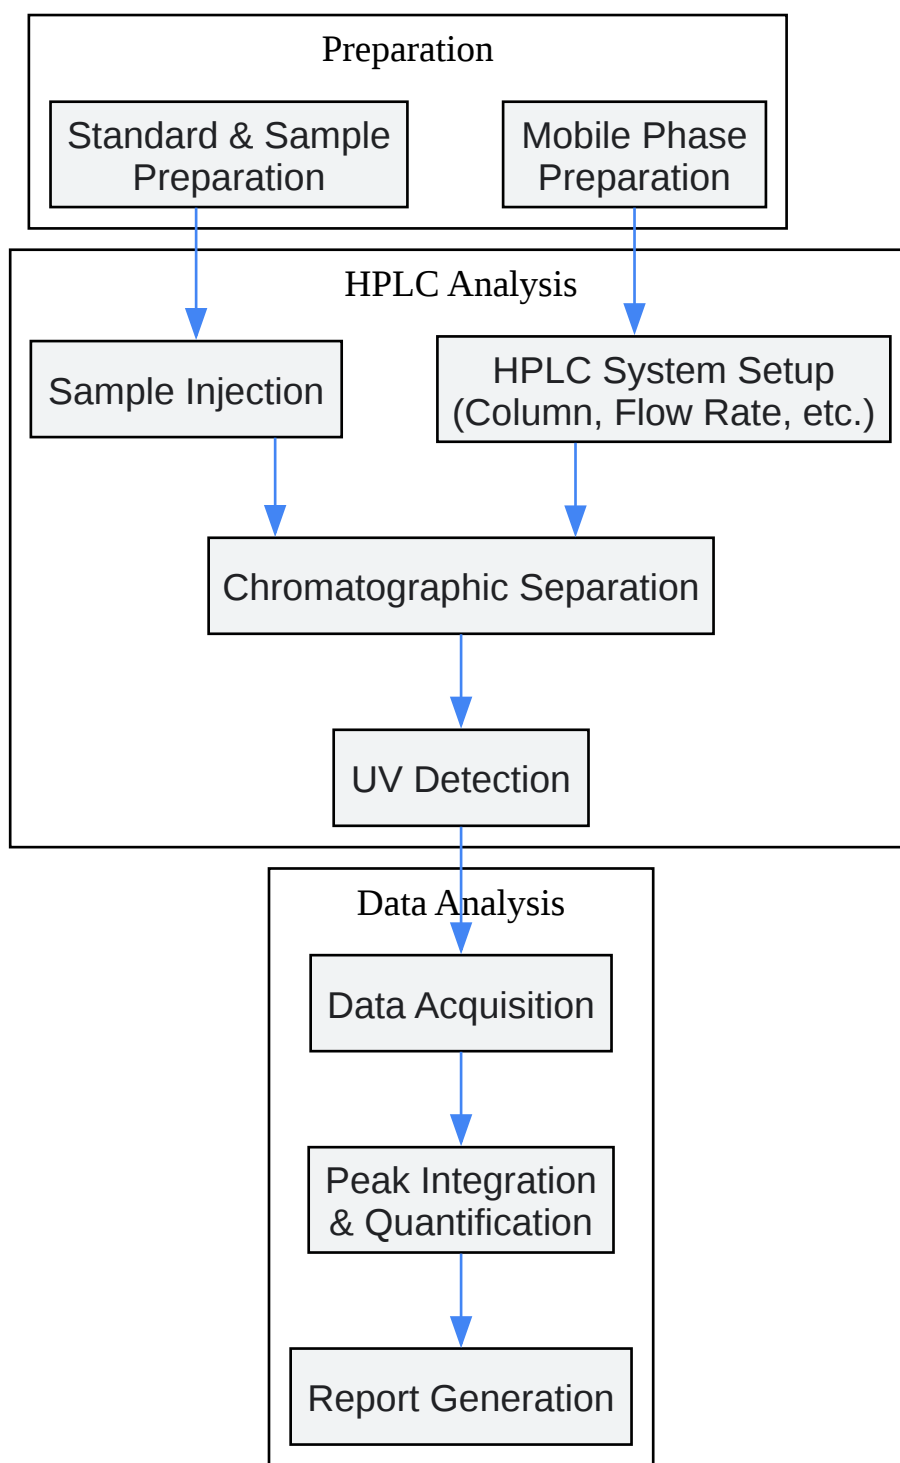 Preparation
Standard & Sample
Preparation
Mobile Phase
Preparation
HPLC Analysis
Sample Injection
HPLC System Setup
(Column, Flow Rate, etc.)
Chromatographic Separation
UV Detection
Data Analysis
Data Acquisition
Peak Integration
& Quantification
Report Generation